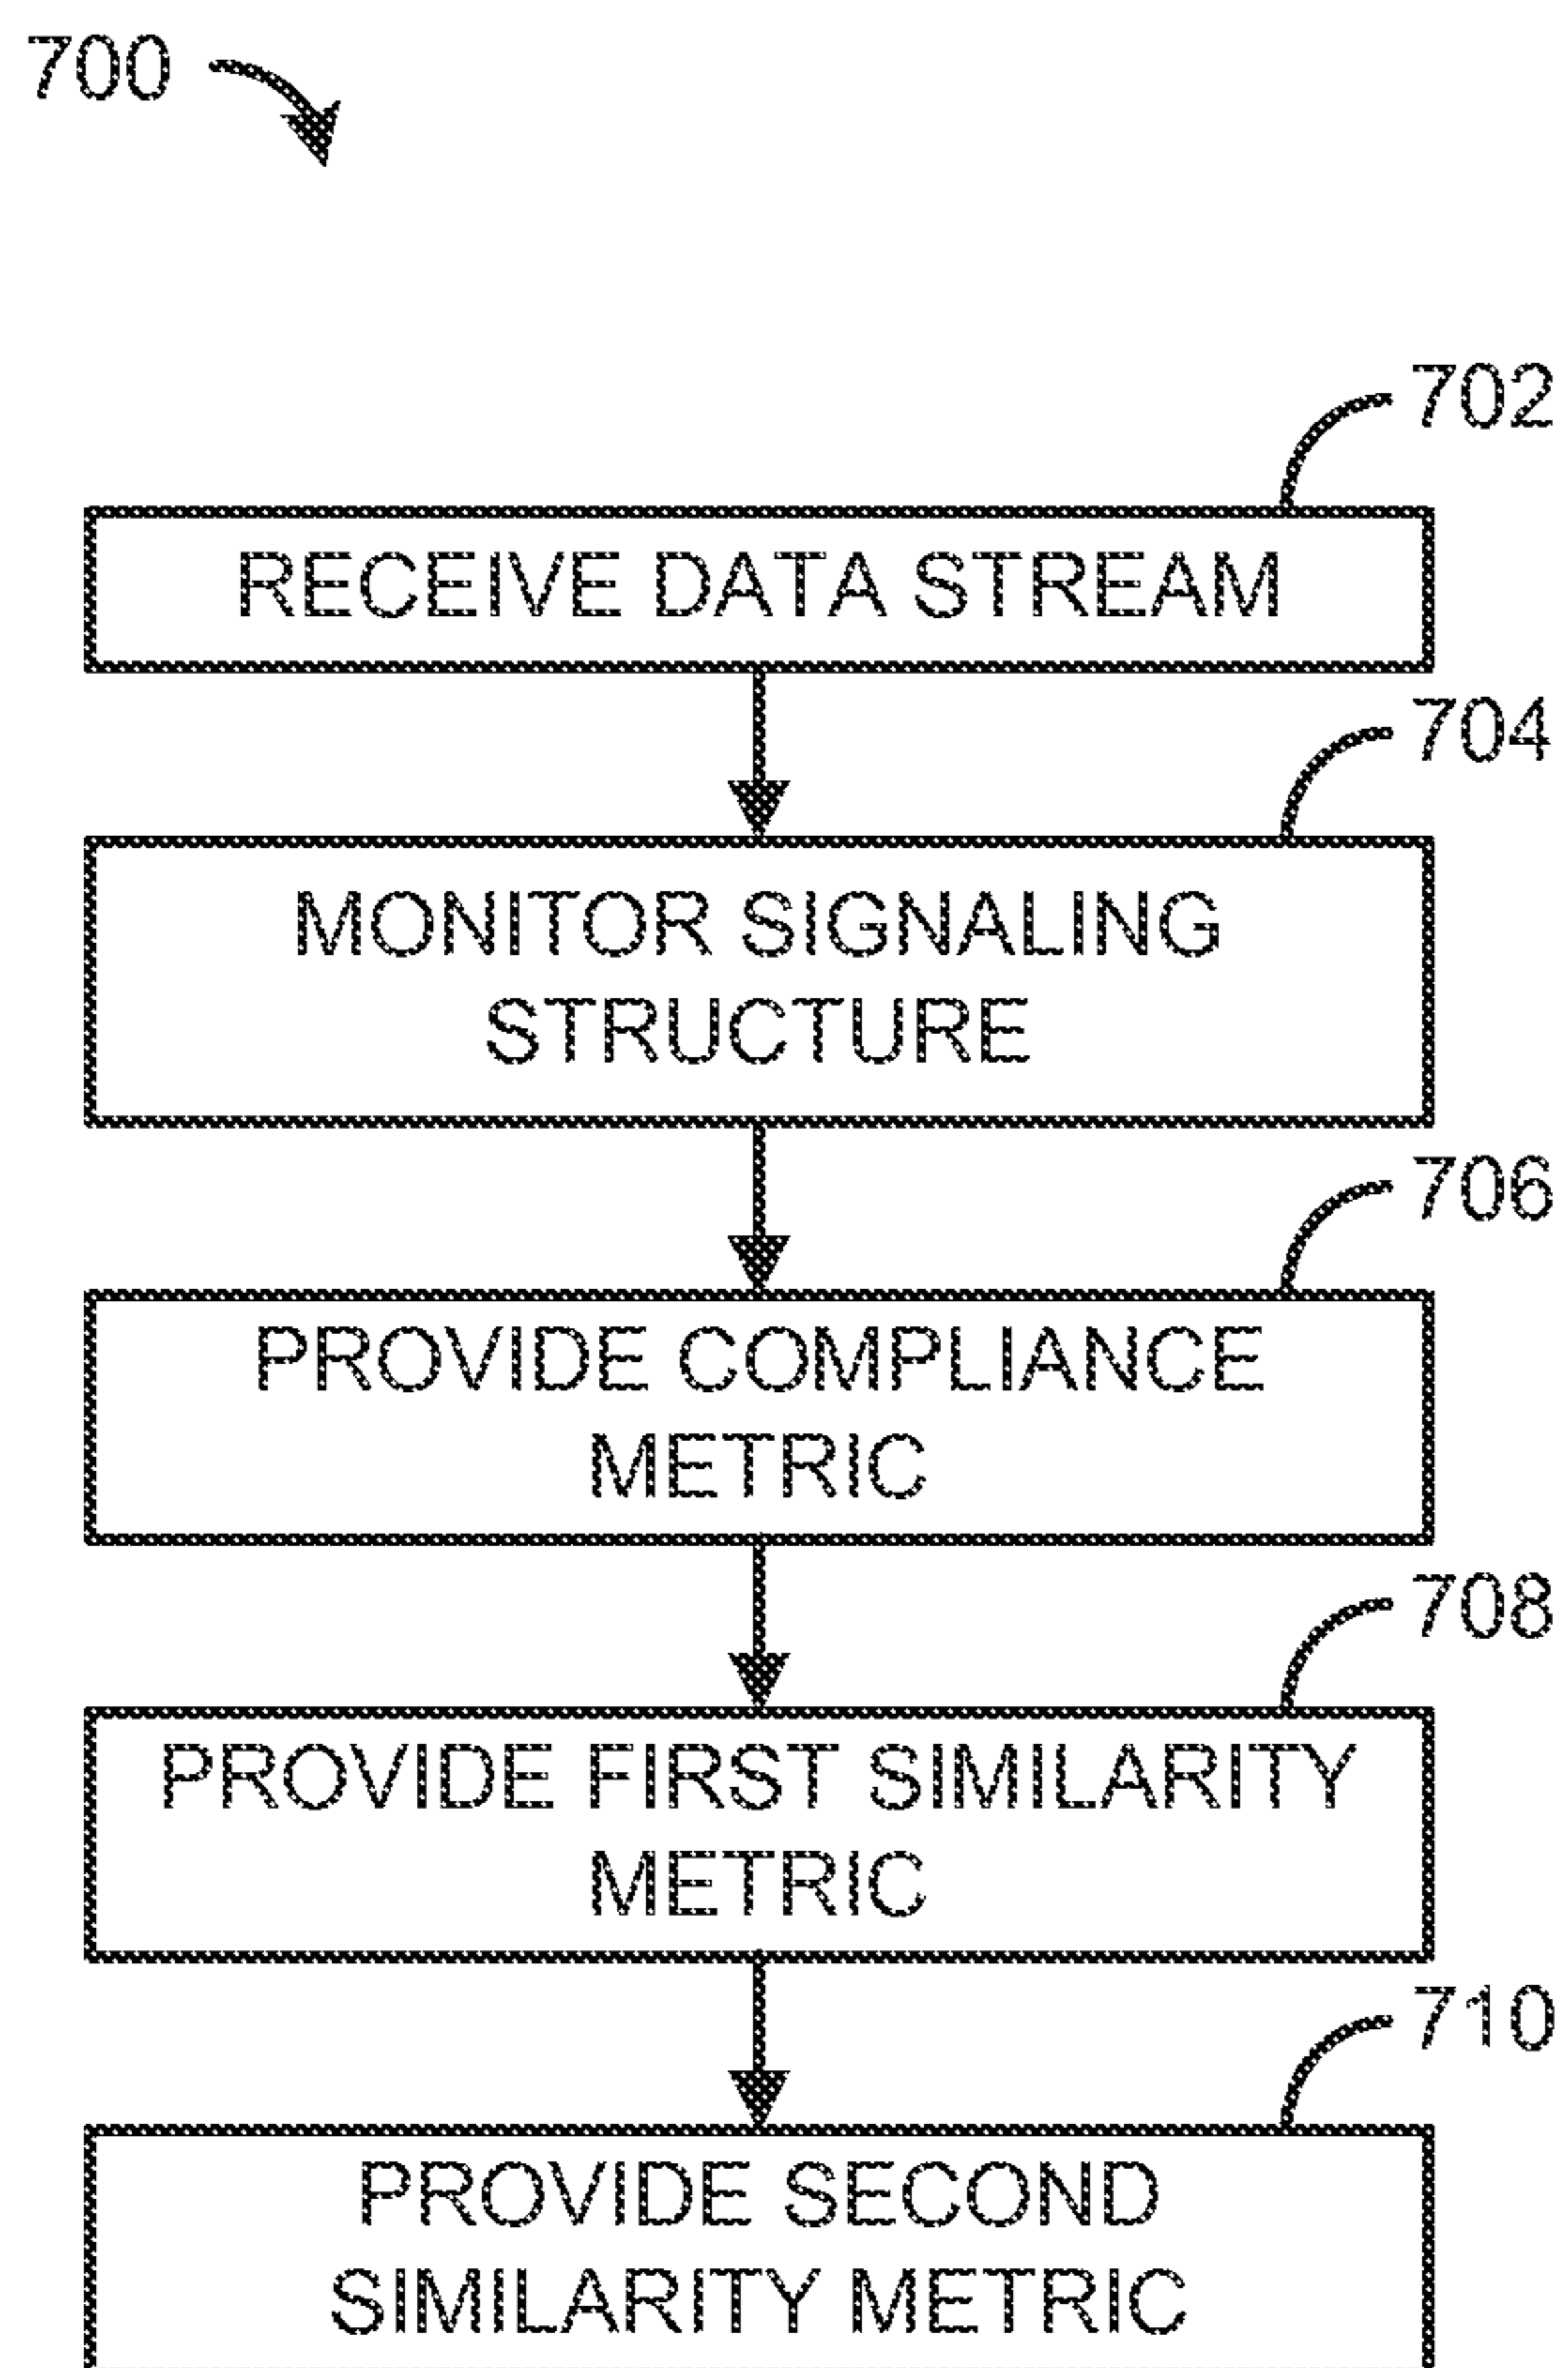 700
702
RECEIVE DATA STREAM
704
MONITOR SIGNALING
STRUCTURE
706
PROVIDE COMPLIANCE
METRIC
708
PROVIDE FIRST SIMILARITY
METRIC
710
PROVIDE SECOND
SIMILARITY METRIC